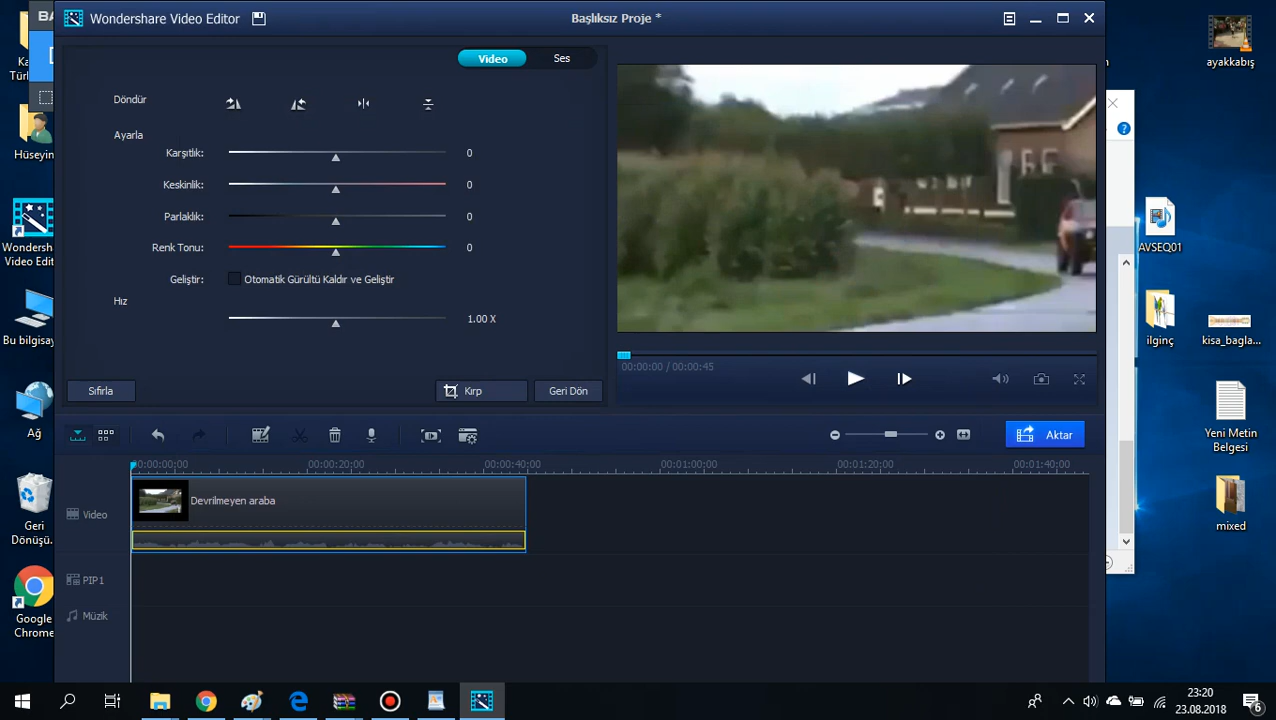 Wondershare Video Editor
Başlıksız Proje *
Video
Ses
Döndür
Ayarla
Karşıtlık:
0
Keskinlik:
0
Parlaklık:
0
Renk Tonu:
0
Geliştir:
Otomatik Gürültü Kaldır ve Geliştir
Hız
1.00 X
Sıfırla
Kırp
Geri Dön
00:00:00 / 00:00:45
Aktar
00:00:00:00
00:00:20;00
00:00:40;00
00:01:00;00
00:01:20;00
00:01:40;00
Video
Devrilmeyen araba
PIP1
Müzik
Hüseyin
Wondershare
Video Edit
Bu bilgisay
Ağ
Geri
Dönüşü...
Google
Chrome
ayakkabış
AVSEQ01
ilginç
kisa_bagla...
Yeni Metin
Belgesi
mixed
23:20
23.08.2018
6